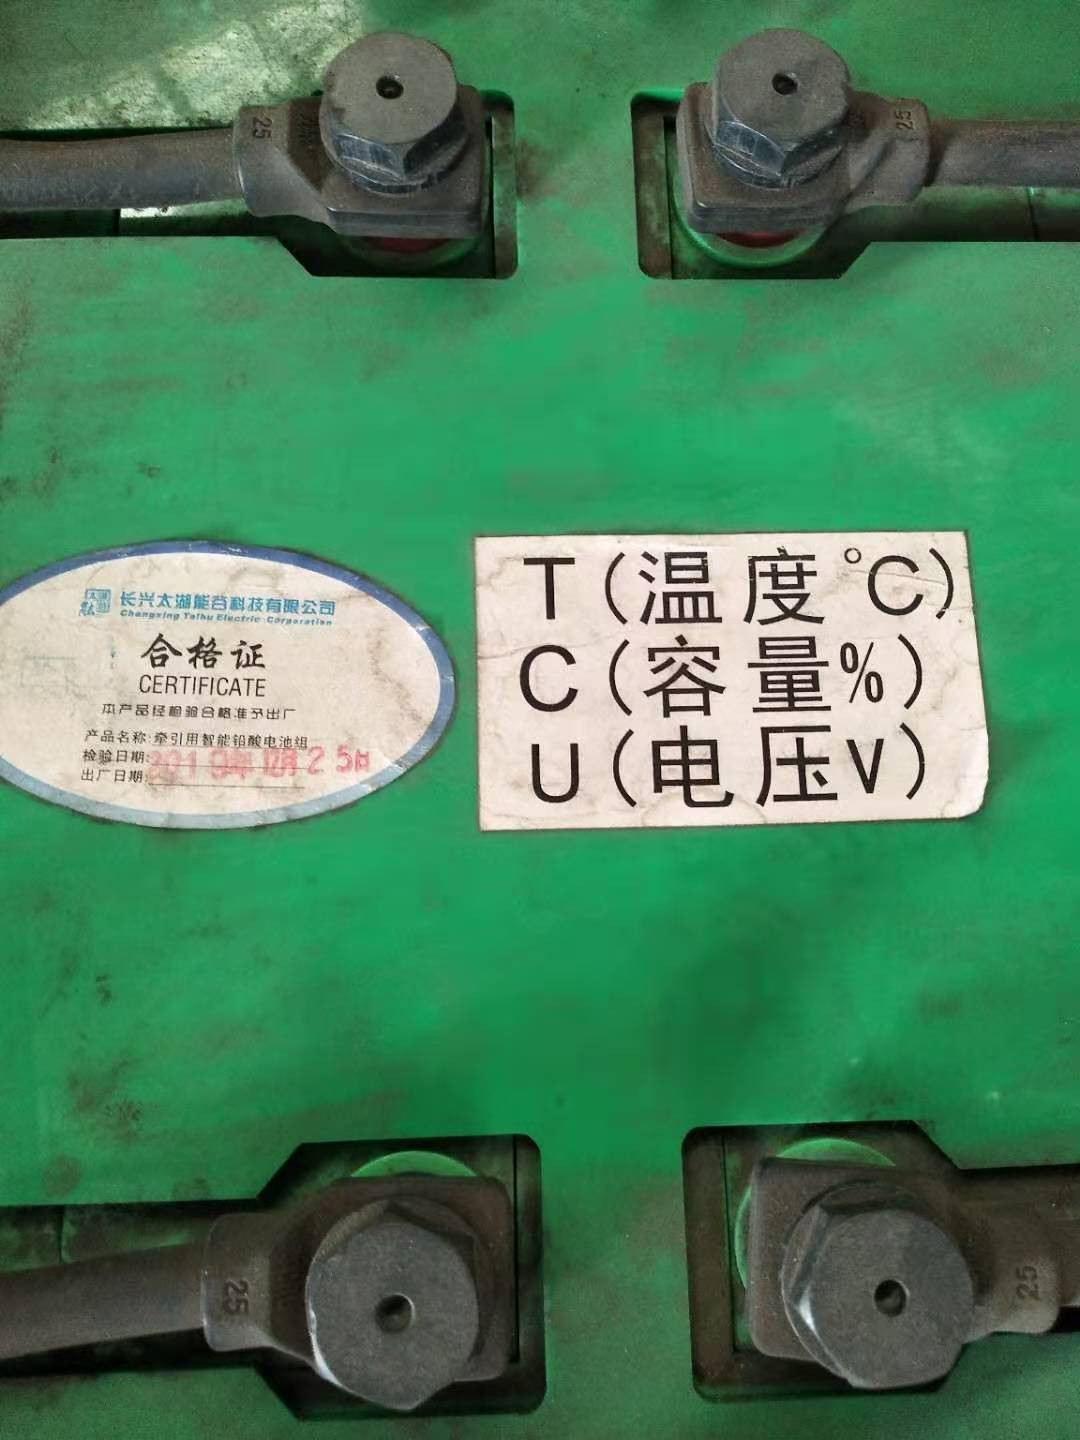 25
25
长兴太湖能谷科技有限公司
Changxing Taihu Electric Corporation
合格证
CERTIFICATE
本产品经检验合格准予出厂
产品名称:牵引用智能铅酸电池组
检验日期:
出厂日期:
T(温度°C)
C(容量%)
U(电压V)
25
25